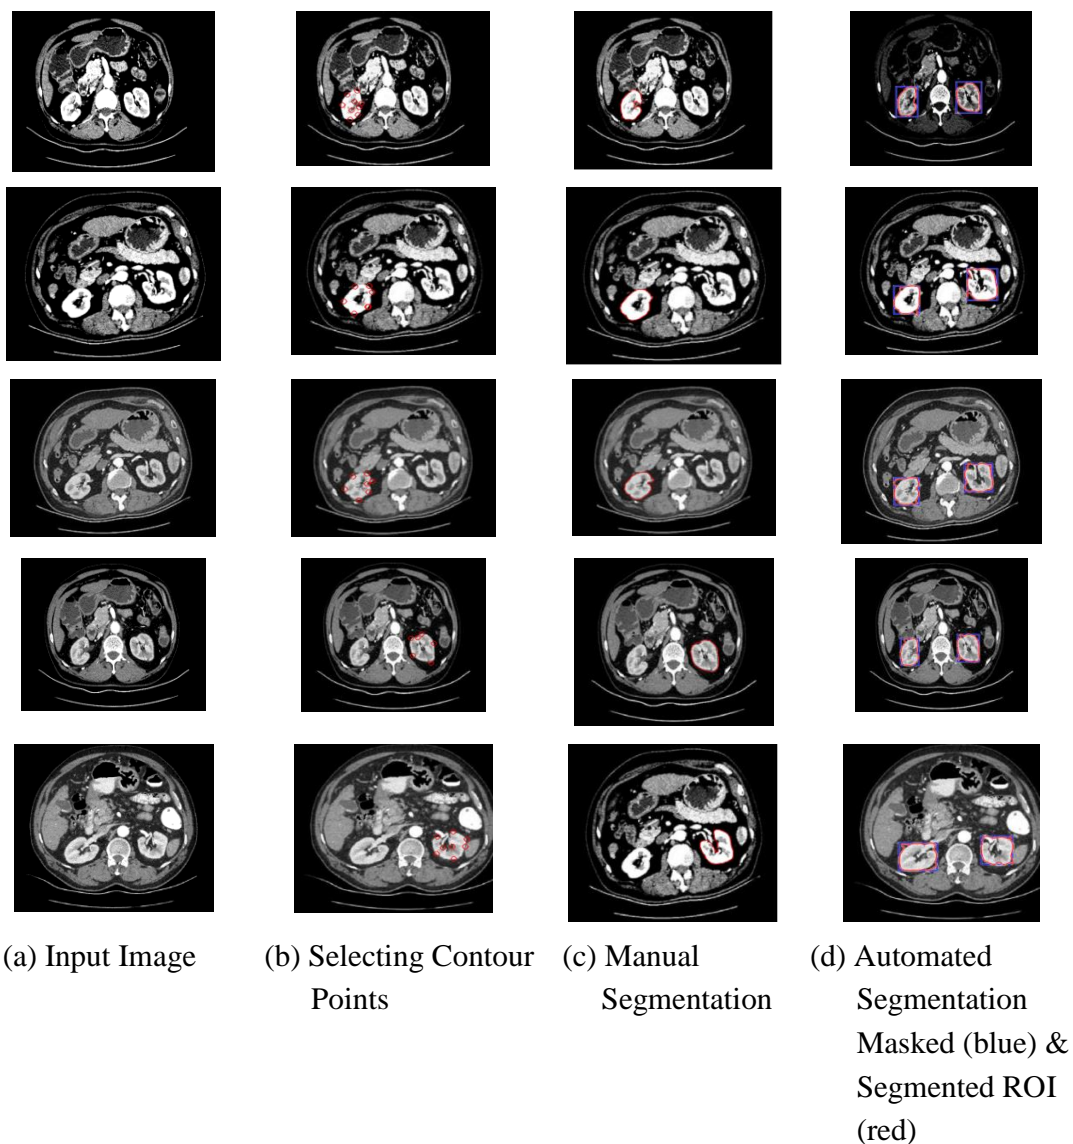 (a) Input Image
(b) Selecting Contour
Points
(c) Manual
Segmentation
(d) Automated
Segmentation
Masked (blue) &
Segmented ROI
(red)